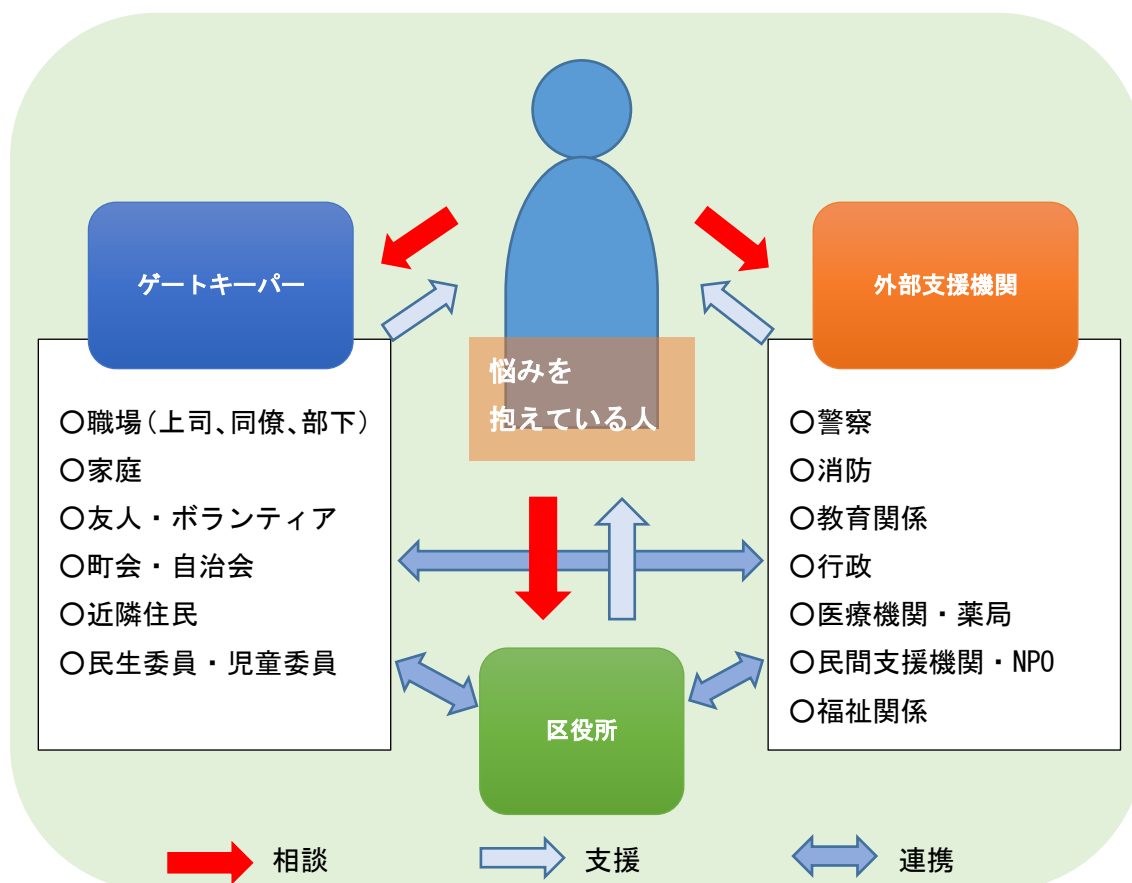 ゲートキーパー
外部支援機関
悩みを
抱えている人
〇職場(上司、同僚、部下)
〇家庭
〇友人・ボランティア
〇町会・自治会
〇近隣住民
〇民生委員・児童委員
〇警察
〇消防
〇教育関係
〇行政
〇医療機関・薬局
〇民間支援機関・NPO
〇福祉関係
区役所
相談
支援
連携